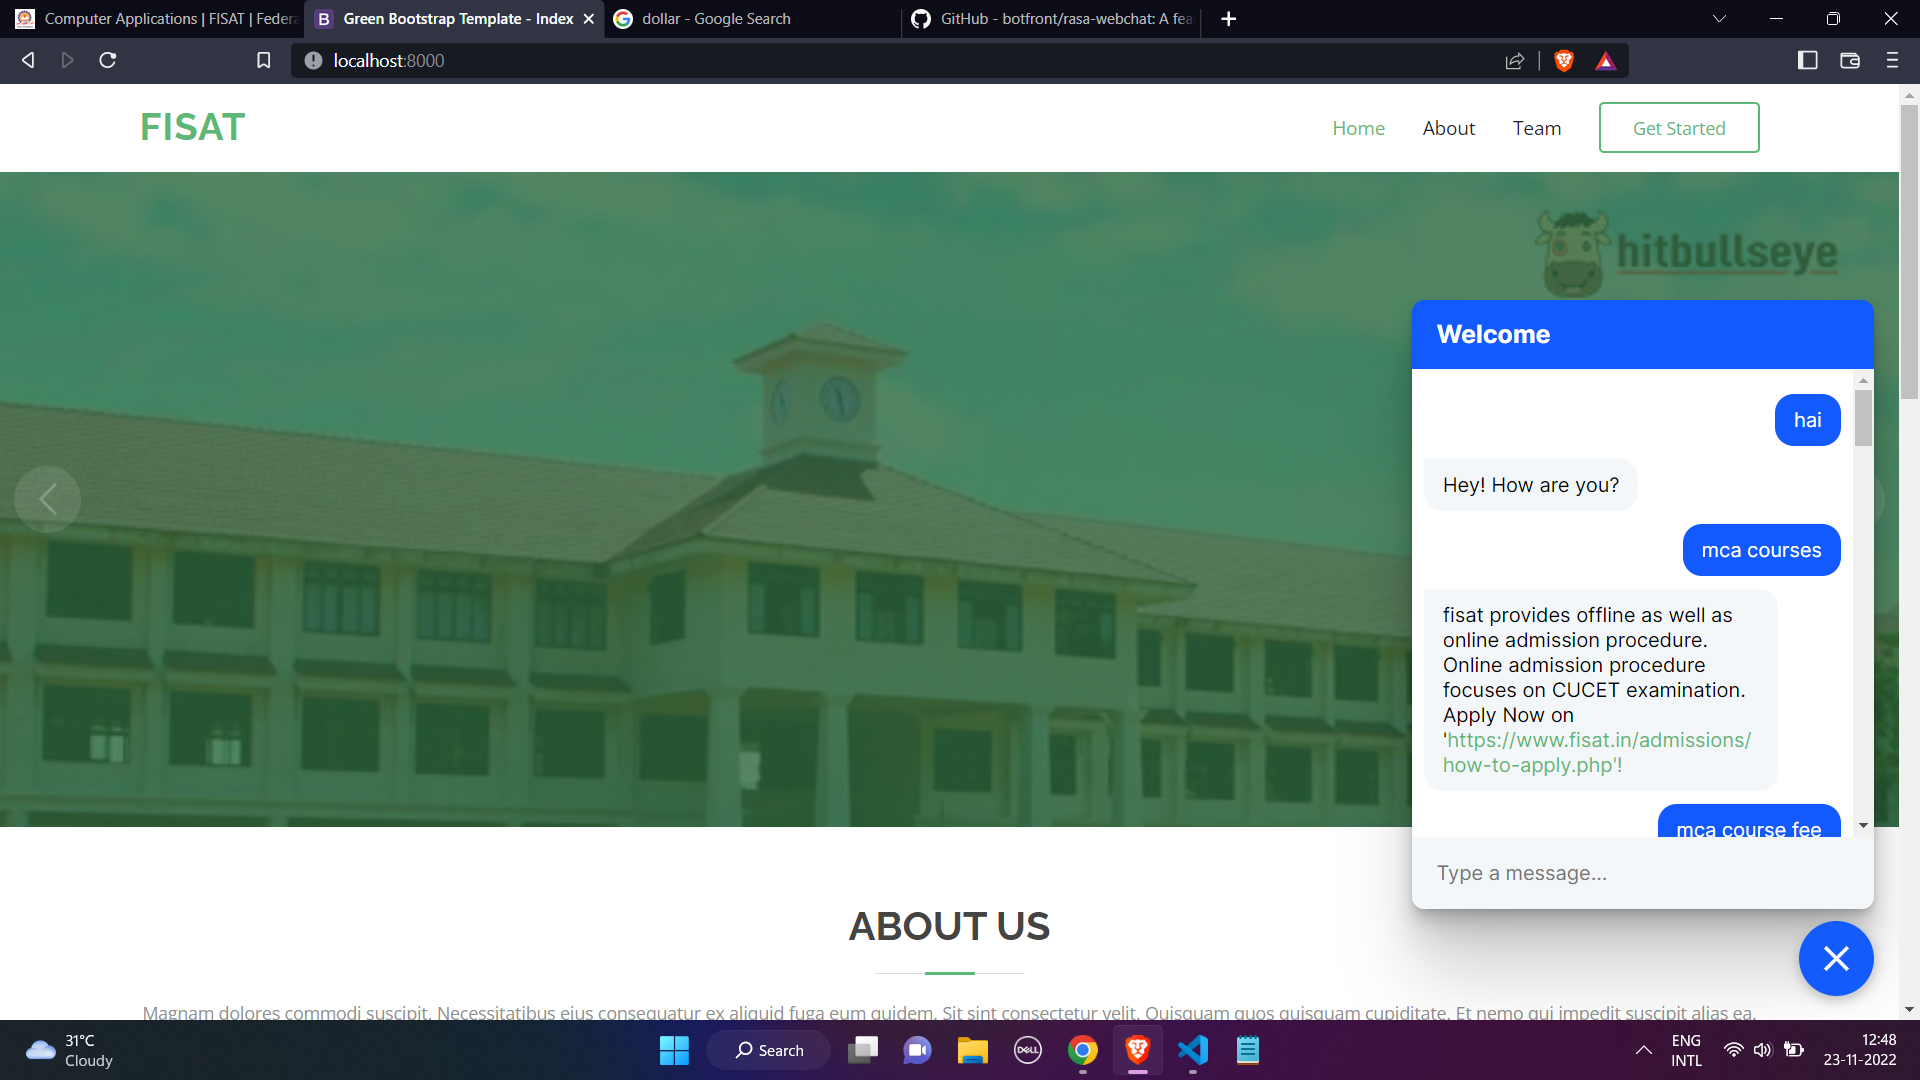 Computer Applications | FISAT | Federa
B Green Bootstrap Template - Index
dollar - Google Search
GitHub - botfront/rasa-webchat: A fea
localhost:8000
FISAT
Home
About
Team
Get Started
hitbullseye
Welcome
hai
Hey! How are you?
mca courses
fisat provides offline as well as
online admission procedure.
Online admission procedure
focuses on CUCET examination.
Apply Now on
'https://www.fisat.in/admissions/
how-to-apply.php'!
mca course fee
Type a message...
ABOUT US
Magnam dolores commodi suscipit. Necessitatibus eius consequatur ex aliquid fuga eum quidem. Sit sint consectetur velit. Quisquam quos quisquam cupiditate. Et nemo qui impedit suscipit alias ea.
31°C
Cloudy
Search
DELL
ENG
INTL
12:48
23-11-2022